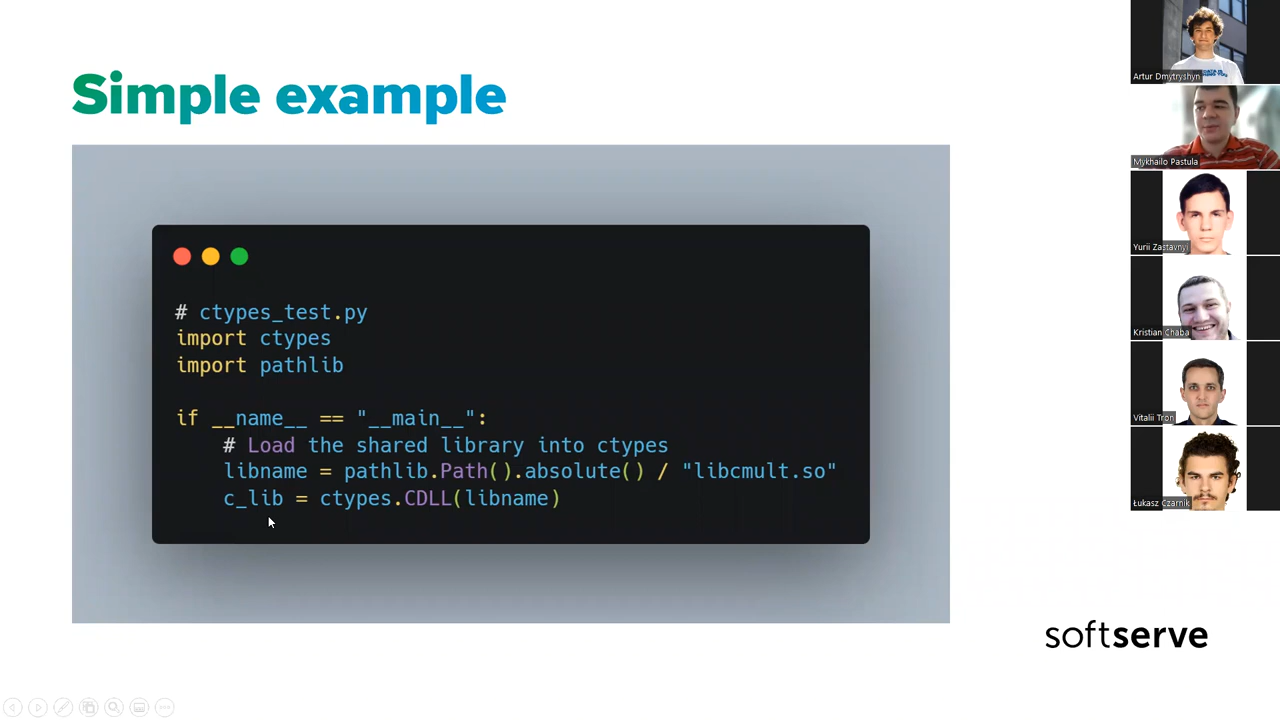 Simple example
# ctypes_test.py
import ctypes
import pathlib
if __name__ == "__main__":
# Load the shared library into ctypes
libname = pathlib.Path().absolute() / "libcmult.so"
c_lib = ctypes.CDLL(libname)
Artur Dmytryshyn
Mykhailo Pastula
Yurii Zastavnyi
Kristian Chaba
Vitalii Tron
Łukasz Czarnik
softserve